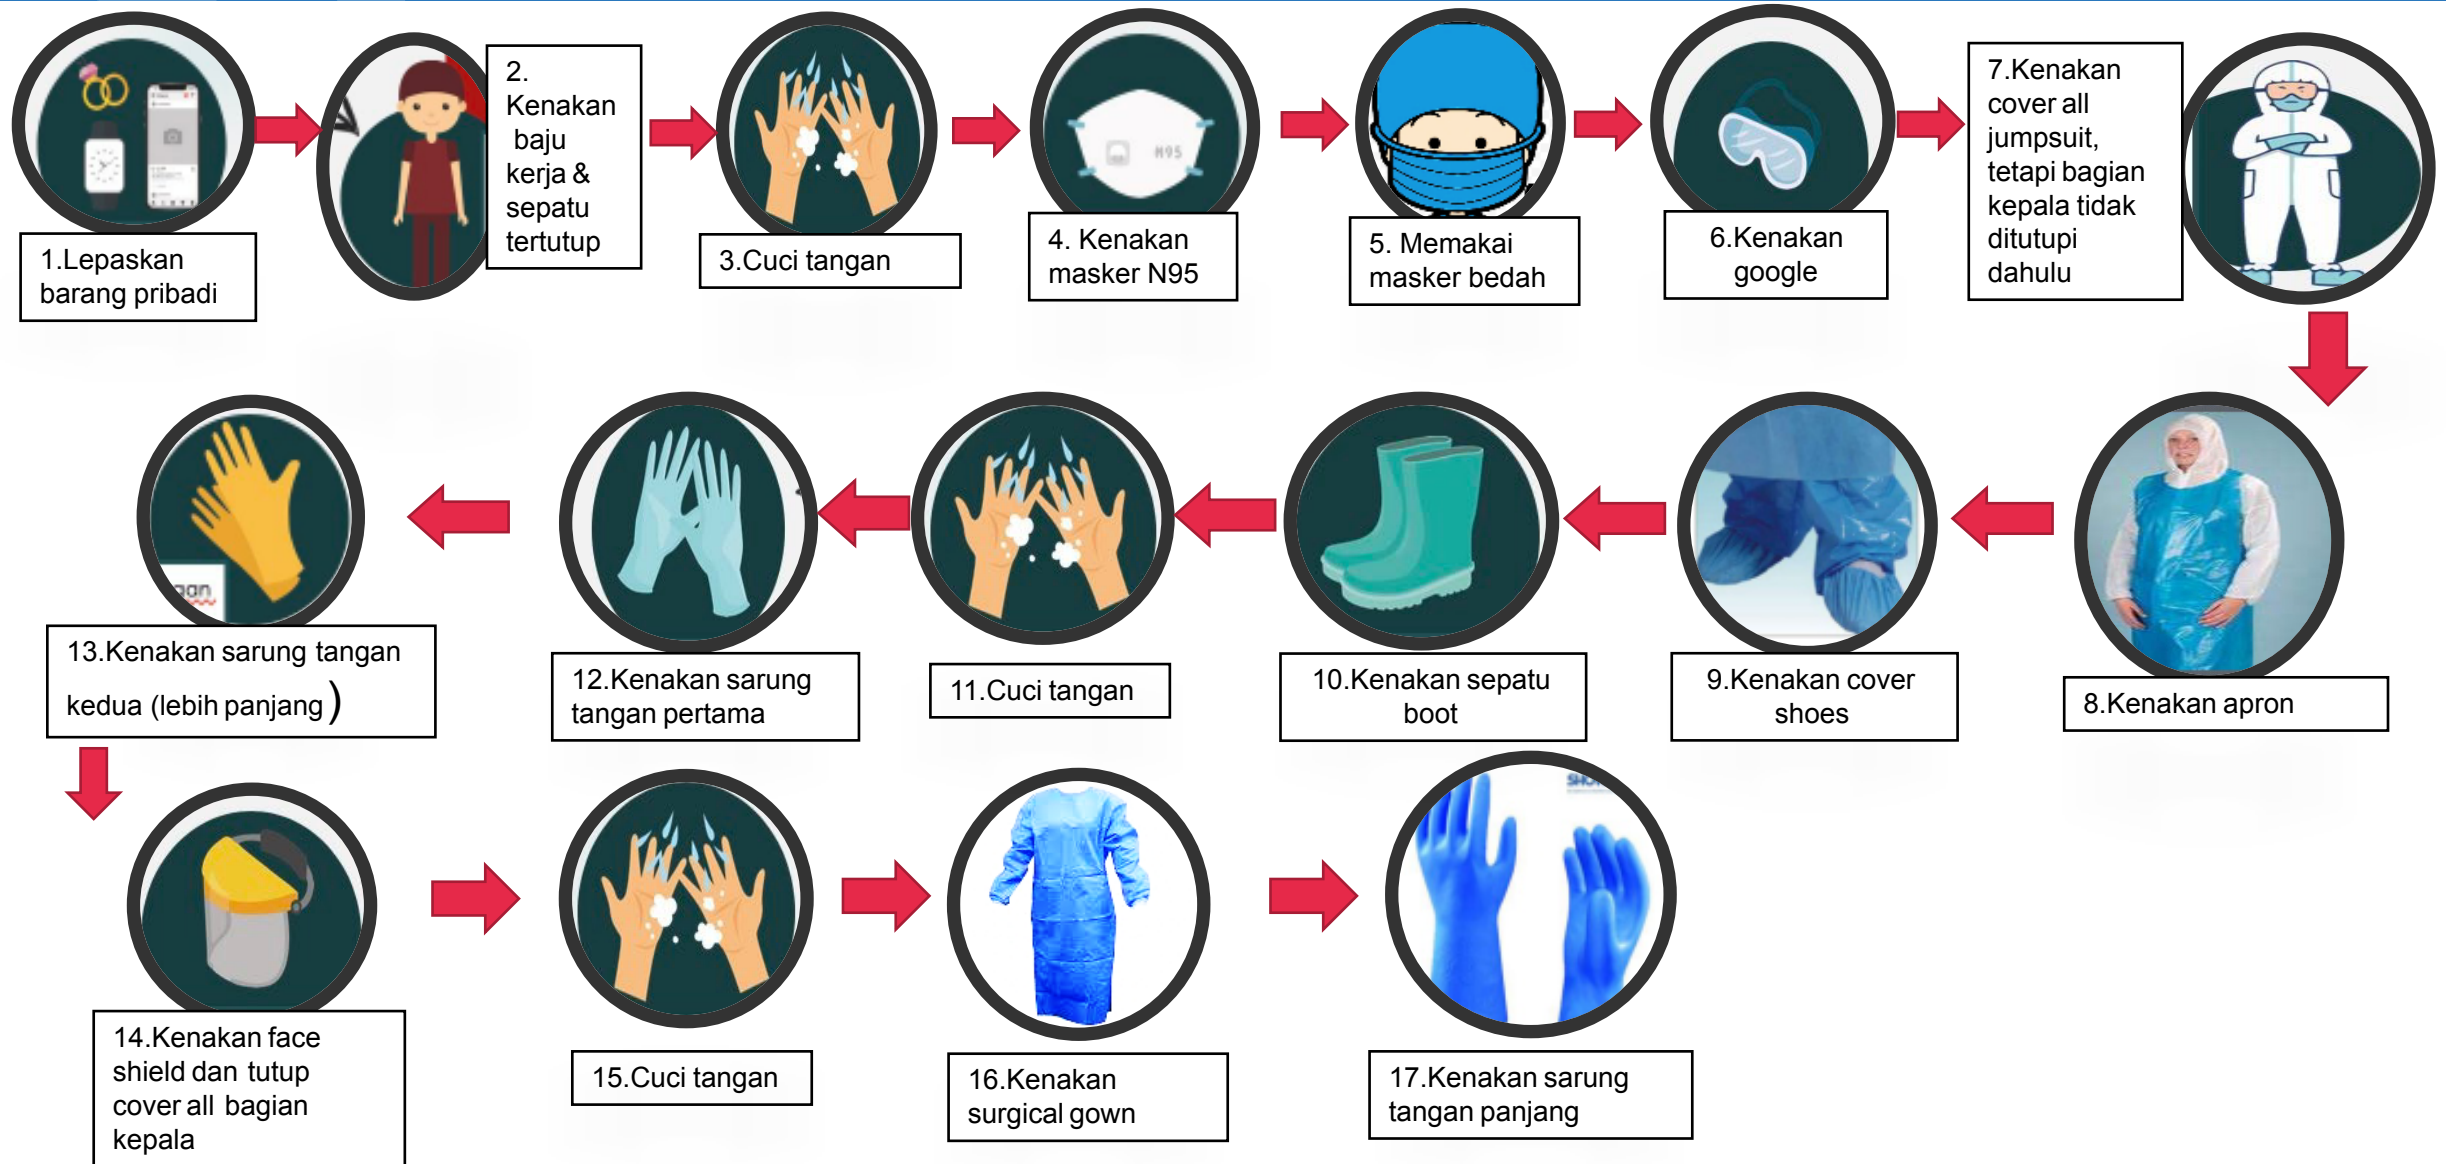 1.Lepaskan
barang pribadi
2.
Kenakan
baju
kerja &
sepatu
tertutup
3.Cuci tangan
N95
4. Kenakan
masker N95
5. Memakai
masker bedah
6.Kenakan
google
7.Kenakan
cover all
jumpsuit,
tetapi bagian
kepala tidak
ditutupi
dahulu
8.Kenakan apron
9.Kenakan cover
shoes
10.Kenakan sepatu
boot
11.Cuci tangan
12.Kenakan sarung
tangan pertama
13.Kenakan sarung tangan
kedua (lebih panjang)
14.Kenakan face
shield dan tutup
cover all bagian
kepala
15.Cuci tangan
16.Kenakan
surgical gown
17.Kenakan sarung
tangan panjang